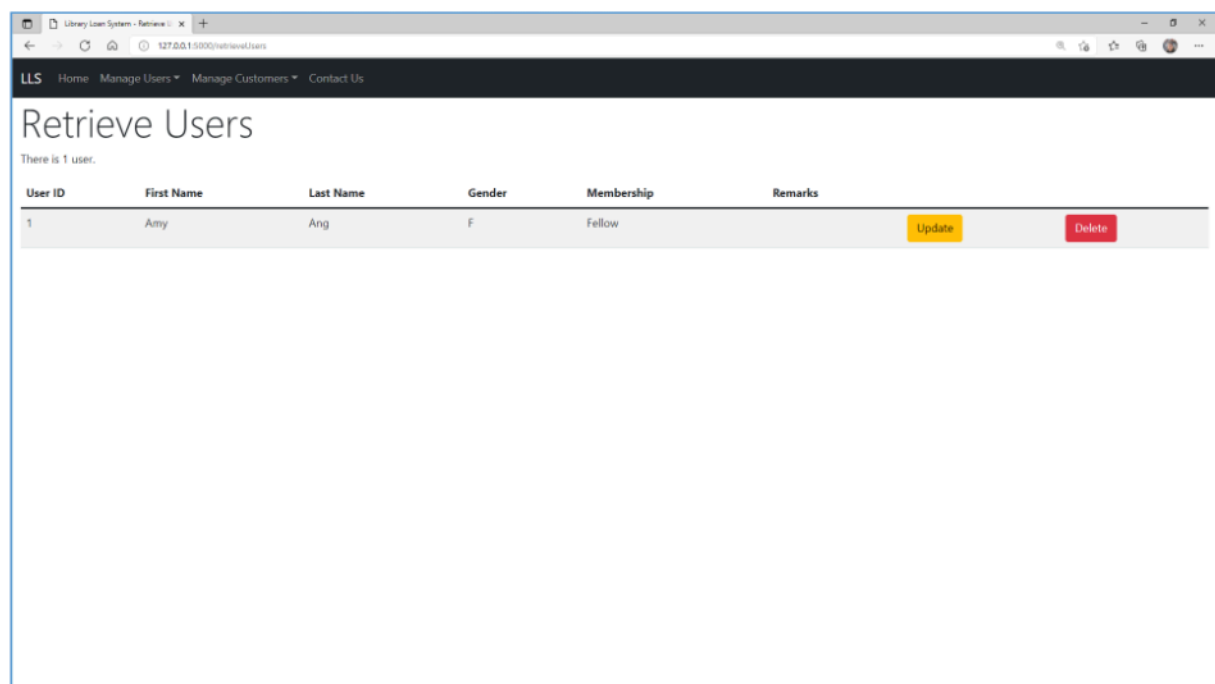 Library Loan System - Retrieve U
127.0.0.1:5000/retrieveUsers
LLS Home Manage Users Manage Customers Contact Us
Retrieve Users
There is 1 user.
User ID First Name Last Name Gender Membership Remarks
1 Amy Ang F Fellow Update Delete